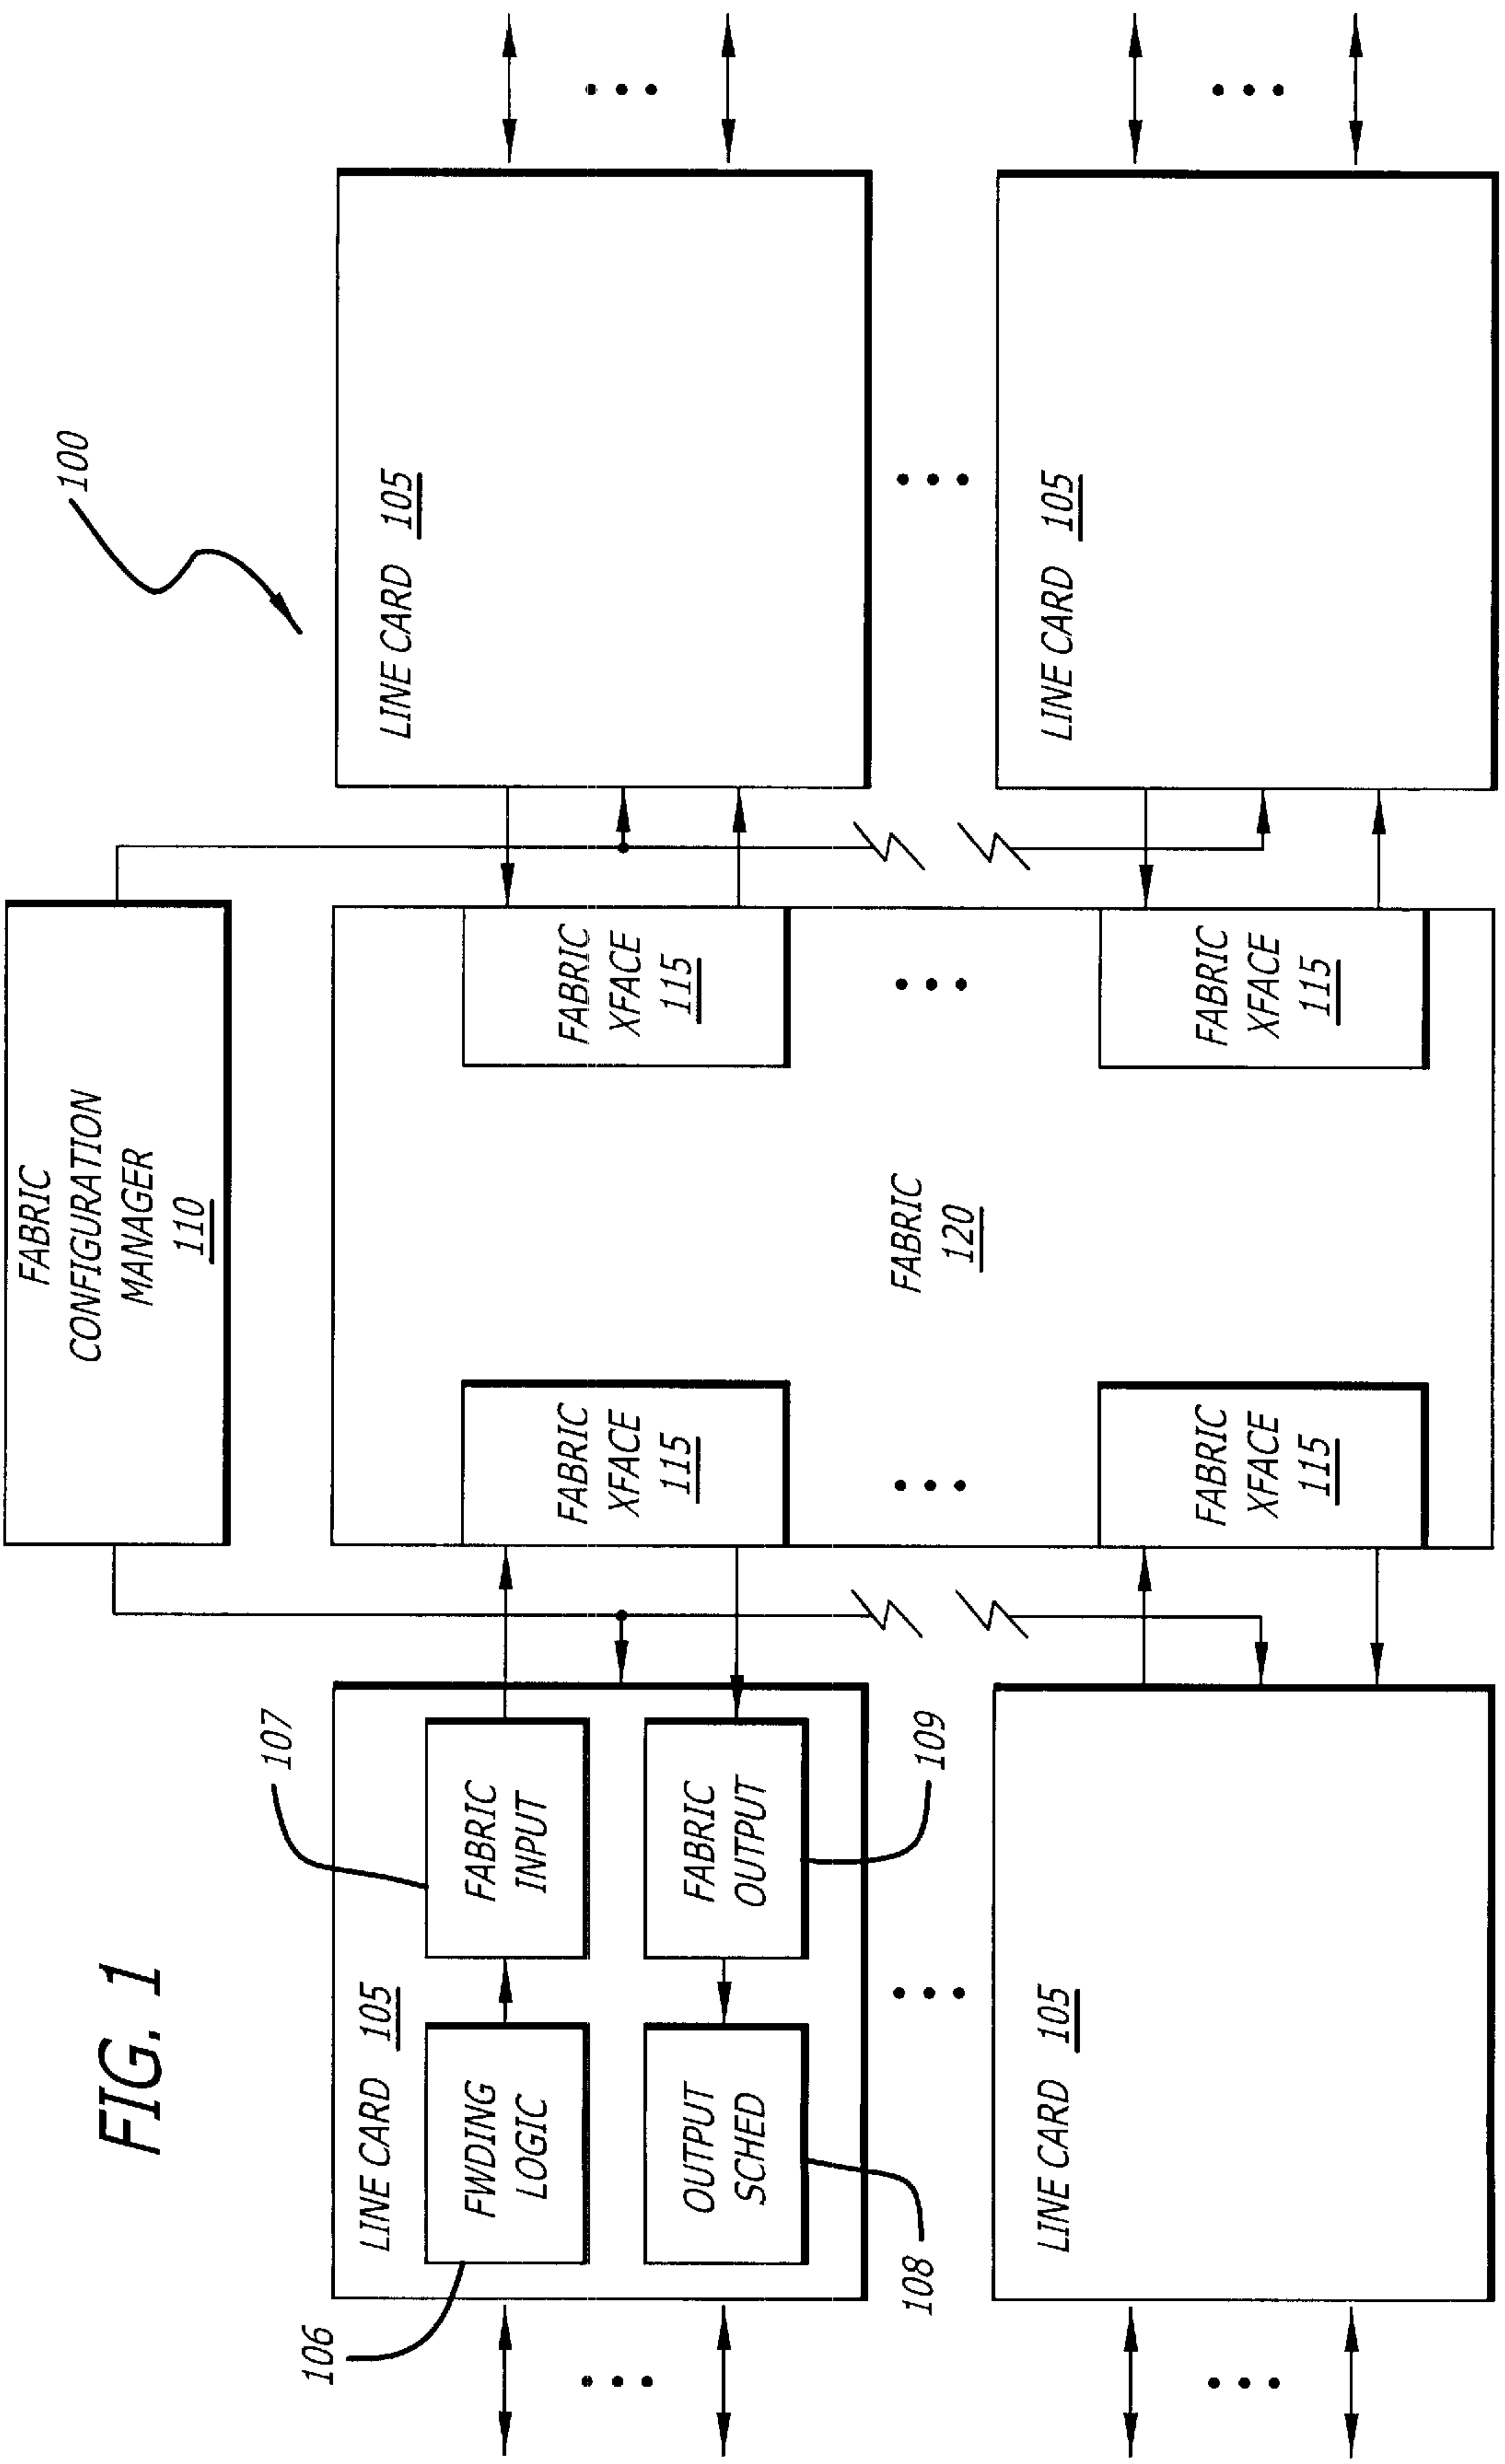 FIG. 1
100
FABRIC
CONFIGURATION
MANAGER
110
LINE CARD 105
106
FWDING
LOGIC
107
FABRIC
INPUT
OUTPUT
SCHED
108
FABRIC
OUTPUT
109
FABRIC
XFACE
115
FABRIC
XFACE
115
LINE CARD 105
FABRIC
120
LINE CARD 105
FABRIC
XFACE
115
FABRIC
XFACE
115
LINE CARD 105